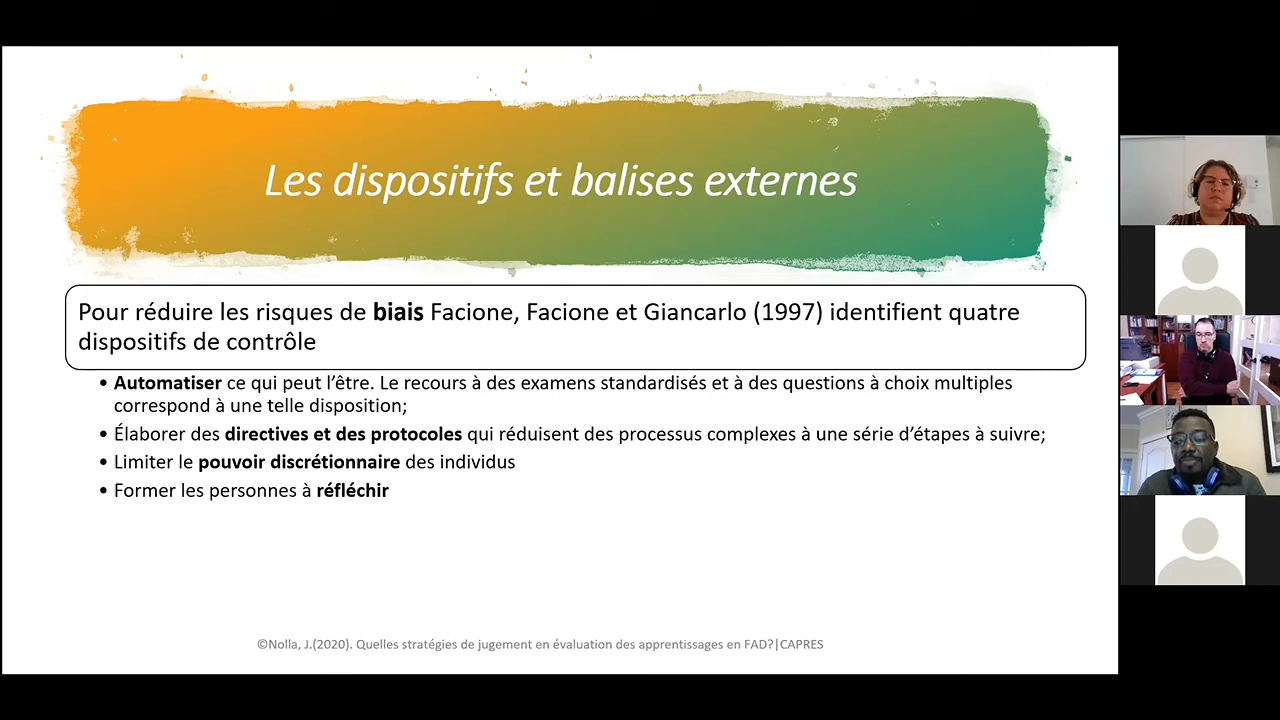 Les dispositifs et balises externes
Pour réduire les risques de biais Facione, Facione et Giancarlo (1997) identifient quatre
dispositifs de contrôle
• Automatiser ce qui peut l’être. Le recours à des examens standardisés et à des questions à choix multiples
correspond à une telle disposition;
• Élaborer des directives et des protocoles qui réduisent des processus complexes à une série d’étapes à suivre;
• Limiter le pouvoir discrétionnaire des individus
• Former les personnes à réfléchir
©Nolla, J.(2020). Quelles stratégies de jugement en évaluation des apprentissages en FAD?|CAPRES